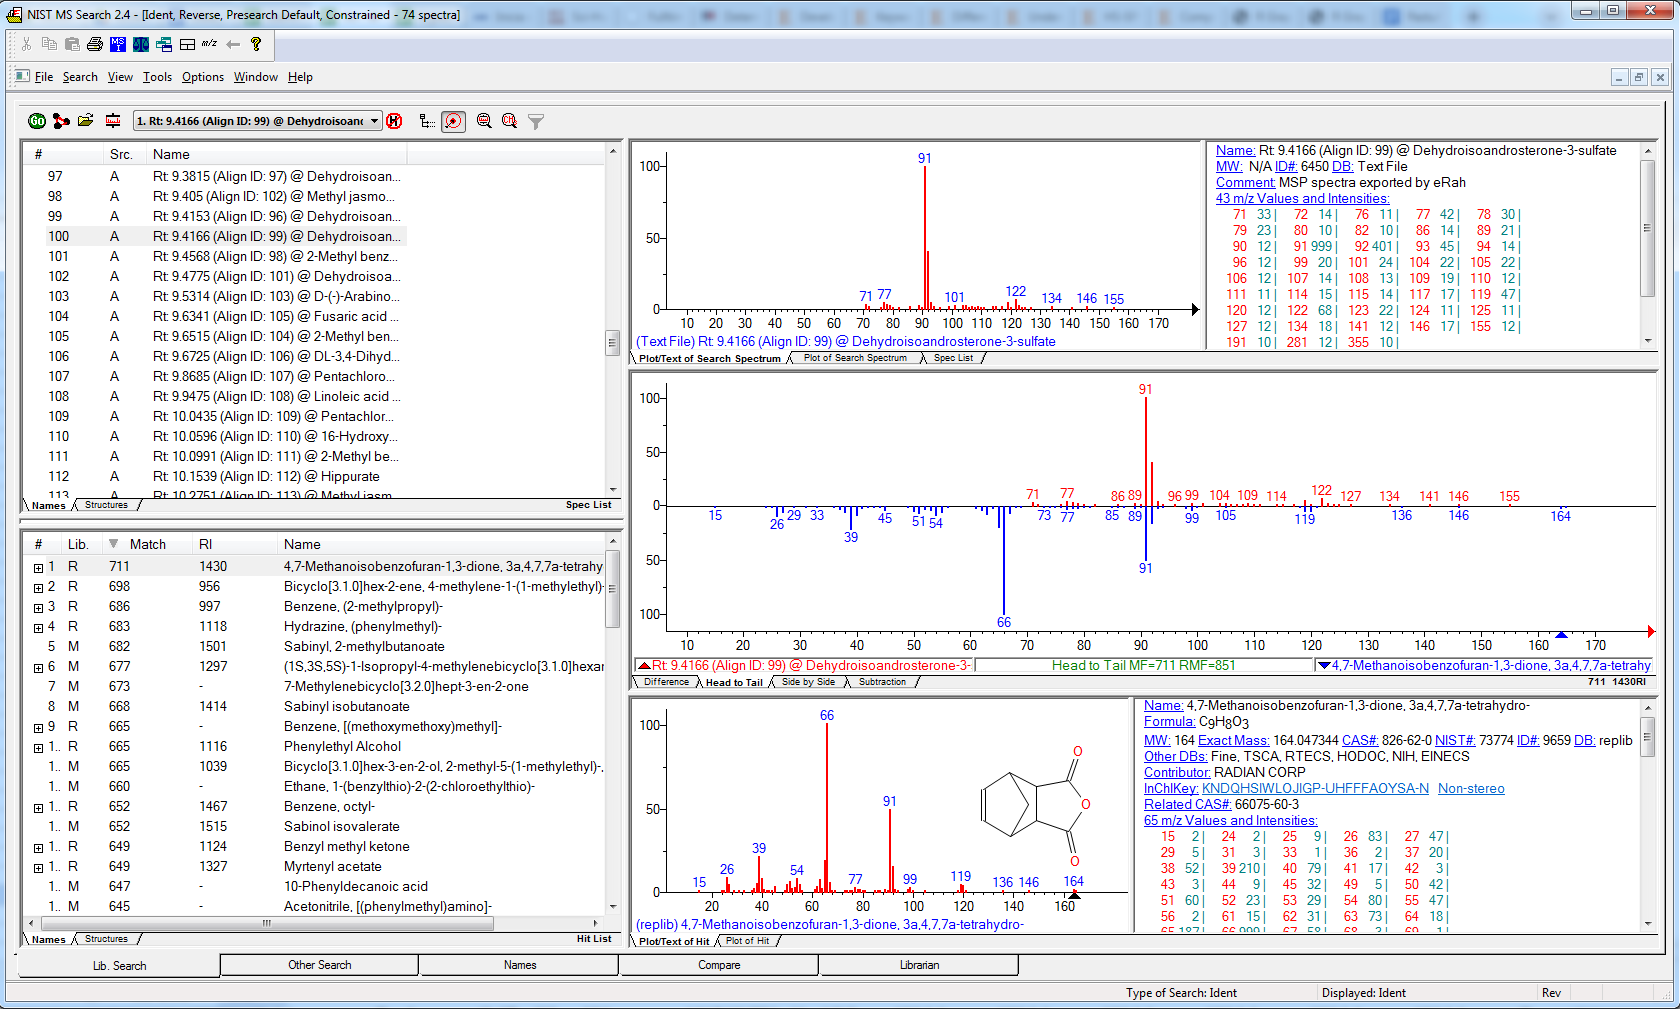 NIST MS Search 2.4 - [Ident, Reverse, Presearch Default, Constrained - 74 spectra]
File Search View Tools Options Window Help
1. Rt: 9.4166 (Align ID: 99) @ Dehydroisoand
# Src. Name
97 A Rt: 9.3815 (Align ID: 97) @ Dehydroisoan...
98 A Rt: 9.405 (Align ID: 102) @ Methyl jasmo...
99 A Rt: 9.4153 (Align ID: 96) @ Dehydroisoan...
100 A Rt: 9.4166 (Align ID: 99) @ Dehydroisoan...
101 A Rt: 9.4568 (Align ID: 98) @ 2-Methyl benz...
102 A Rt: 9.4775 (Align ID: 101) @ Dehydroisoa...
103 A Rt: 9.5314 (Align ID: 103) @ D-(-)-Arabino...
104 A Rt: 9.6341 (Align ID: 105) @ Fusaric acid ...
105 A Rt: 9.6515 (Align ID: 104) @ 2-Methyl ben...
106 A Rt: 9.6725 (Align ID: 106) @ DL-3,4-Dihyd...
107 A Rt: 9.8685 (Align ID: 107) @ Pentachloro...
108 A Rt: 9.9475 (Align ID: 108) @ Linoleic acid ...
109 A Rt: 10.0435 (Align ID: 109) @ Pentachlor...
110 A Rt: 10.0596 (Align ID: 110) @ 16-Hydroxy...
111 A Rt: 10.0991 (Align ID: 111) @ 2-Methyl be...
112 A Rt: 10.1539 (Align ID: 112) @ Hippurate
113 A Rt: 10.2751 (Align ID: 113) @ Methyl jasm
Names Structures Spec List
# Lib. Match RI Name
1 R 711 1430 4,7-Methanoisobenzofuran-1,3-dione, 3a,4,7,7a-tetrahy
2 R 698 956 Bicyclo[3.1.0]hex-2-ene, 4-methylene-1-(1-methylethyl)-
3 R 686 997 Benzene, (2-methylpropyl)-
4 R 683 1118 Hydrazine, (phenylmethyl)-
5 M 682 1501 Sabinyl, 2-methylbutanoate
6 M 677 1297 (1S,3S,5S)-1-Isopropyl-4-methylenebicyclo[3.1.0]hexan
7 M 673 - 7-Methylenebicyclo[3.2.0]hept-3-en-2-one
8 M 668 1414 Sabinyl isobutanoate
9 R 665 - Benzene, [(methoxymethoxy)methyl]-
1.. R 665 1116 Phenylethyl Alcohol
1.. M 665 1039 Bicyclo[3.1.0]hex-3-en-2-ol, 2-methyl-5-(1-methylethyl)-,
1.. M 660 - Ethane, 1-(benzylthio)-2-(2-chloroethylthio)-
1.. R 652 1467 Benzene, octyl-
1.. M 652 1515 Sabinol isovalerate
1.. R 649 1124 Benzyl methyl ketone
1.. R 649 1327 Myrtenyl acetate
1.. M 647 - 10-Phenyldecanoic acid
1.. M 645 - Acetonitrile, [(phenylmethyl)amino]-
Names Structures Hit List
100
50
0
91
71 77 101 122 134 146 155
10 20 30 40 50 60 70 80 90 100 110 120 130 140 150 160 170
(Text File) Rt: 9.4166 (Align ID: 99) @ Dehydroisoandrosterone-3-sulfate
Plot/Text of Search Spectrum Plot of Search Spectrum Spec List
Name: Rt: 9.4166 (Align ID: 99) @ Dehydroisoandrosterone-3-sulfate
MW: N/A ID#: 6450 DB: Text File
Comment: MSP spectra exported by eRah
43 m/z Values and Intensities:
71 33| 72 14| 76 11| 77 42| 78 30|
79 23| 80 10| 82 10| 86 14| 89 21|
90 12| 91 999| 92 401| 93 45| 94 14|
96 12| 99 20| 101 24| 104 22| 105 22|
106 12| 107 14| 108 13| 109 19| 110 12|
111 11| 114 15| 115 14| 117 17| 119 47|
120 12| 122 68| 123 22| 124 11| 125 11|
127 12| 134 18| 141 12| 146 17| 155 12|
191 10| 281 12| 355 10|
100
50
0
50
100
91
71 77 86 89 96 99 104 109 114 122 127 134 141 146 155
15 26 29 33 39 45 51 54 66 73 77 85 89 91 99 105 119 136 146 164
10 20 30 40 50 60 70 80 90 100 110 120 130 140 150 160 170
Rt: 9.4166 (Align ID: 99) @ Dehydroisoandrosterone-3- Head to Tail MF=711 RMF=851 4,7-Methanoisobenzofuran-1,3-dione, 3a,4,7,7a-tetrahy
Difference Head to Tail Side by Side Subtraction 711 1430RI
100
50
0
15 26 39 54 66 77 91 99 119 136 146 164
20 40 60 80 100 120 140 160
O
O
O
(replib) 4,7-Methanoisobenzofuran-1,3-dione, 3a,4,7,7a-tetrahydro-
Plot/Text of Hit Plot of Hit
Name: 4,7-Methanoisobenzofuran-1,3-dione, 3a,4,7,7a-tetrahydro-
Formula: C9H8O3
MW: 164 Exact Mass: 164.047344 CAS#: 826-62-0 NIST#: 73774 ID#: 9659 DB: replib
Other DBs: Fine, TSCA, RTECS, HODOC, NIH, EINECS
Contributor: RADIAN CORP
InChIKey: KNDQHSIWLOJIGP-UHFFFAOYSA-N Non-stereo
Related CAS#: 66075-60-3
65 m/z Values and Intensities:
15 2| 24 2| 25 9| 26 83| 27 47|
29 5| 31 3| 33 1| 36 2| 37 20|
38 52| 39 210| 40 79| 41 17| 42 3|
43 3| 44 9| 45 32| 49 5| 50 42|
51 60| 52 23| 53 29| 54 80| 55 47|
56 2| 61 15| 62 31| 63 73| 64 18|
65 187| 66 999| 67 58| 68 3| 69 1|
Lib. Search Other Search Names Compare Librarian
Type of Search: Ident Displayed: Ident Rev